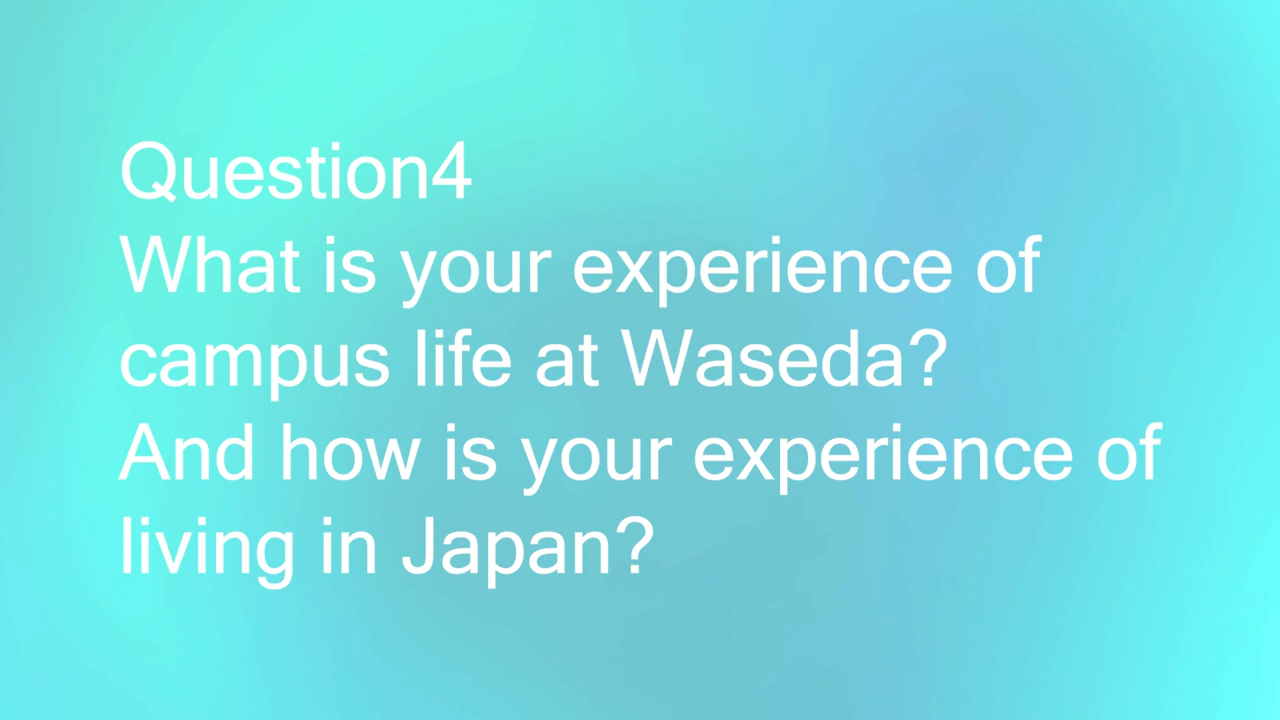 Question4
What is your experience of
campus life at Waseda?
And how is your experience of
living in Japan?